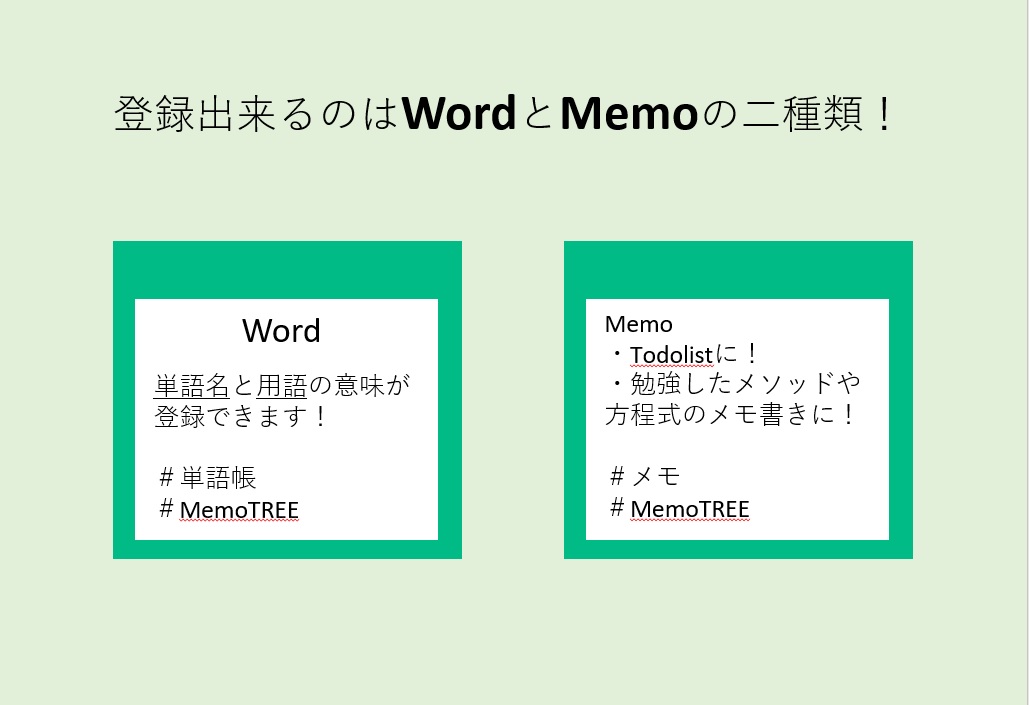 登録出来るのはWordとMemoの二種類！
Word
単語名と用語の意味が
登録できます！
＃単語帳
＃MemoTREE
Memo
・Todolistに！
・勉強したメソッドや
方程式のメモ書きに！
＃メモ
＃MemoTREE